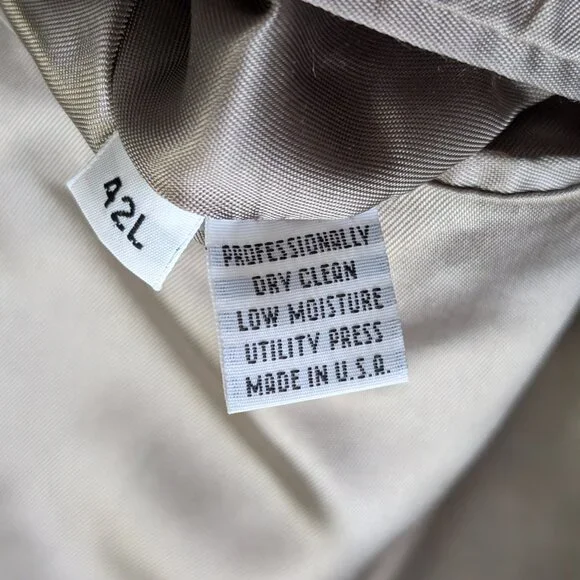 42L
PROFESSIONALLY
DRY CLEAN
LOW MOISTURE
UTILITY PRESS
MADE IN U.S.A.